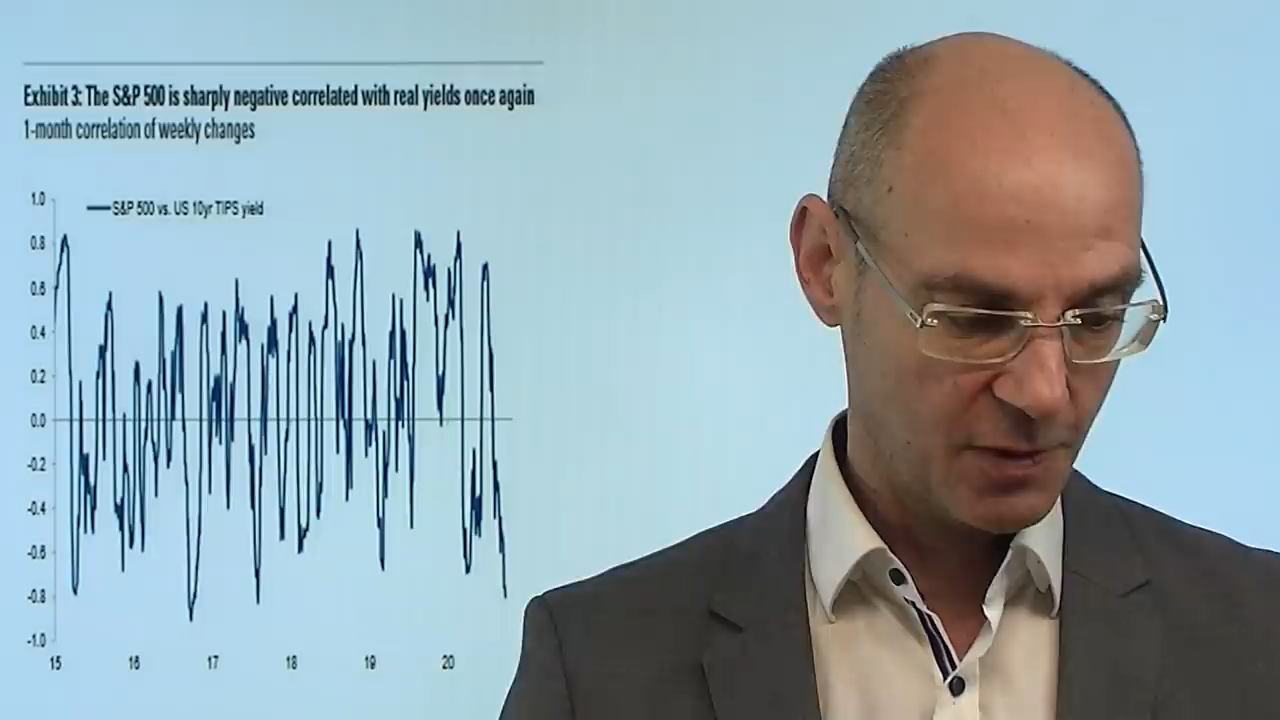 Exhibit 3: The S&P 500 is sharply negative correlated with real yields once again
1-month correlation of weekly changes
S&P 500 vs. US 10yr TIPS yield
1.0
0.8
0.6
0.4
0.2
0.0
-0.2
-0.4
-0.6
-0.8
-1.0
15 16 17 18 19 20